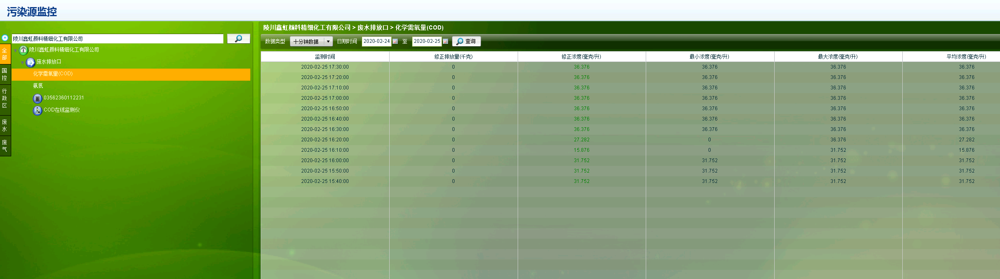 污染源监控
陵川鑫虹颜料精细化工有限公司 > 废水排放口 > 化学需氧量(COD)
陵川鑫虹颜料精细化工有限公司
数据类型 十分钟数据 日期时间 2020-02-24 至 2020-02-25 查询
全部
国控
行政区
废水
废气
陵川鑫虹颜料精细化工有限公司
废水排放口
化学需氧量(COD)
氨氮
03562360112231
COD在线监测仪
监测时间 修正排放量(千克) 修正浓度(毫克/升) 最小浓度(毫克/升) 最大浓度(毫克/升) 平均浓度(毫克/升)
2020-02-25 17:30:00 0 36.376 36.376 36.376 36.376
2020-02-25 17:20:00 0 36.376 36.376 36.376 36.376
2020-02-25 17:10:00 0 36.376 36.376 36.376 36.376
2020-02-25 17:00:00 0 36.376 36.376 36.376 36.376
2020-02-25 16:50:00 0 36.376 36.376 36.376 36.376
2020-02-25 16:40:00 0 36.376 36.376 36.376 36.376
2020-02-25 16:30:00 0 36.376 36.376 36.376 36.376
2020-02-25 16:20:00 0 27.282 0 36.376 27.282
2020-02-25 16:10:00 0 15.876 0 31.752 15.876
2020-02-25 16:00:00 0 31.752 31.752 31.752 31.752
2020-02-25 15:50:00 0 31.752 31.752 31.752 31.752
2020-02-25 15:40:00 0 31.752 31.752 31.752 31.752